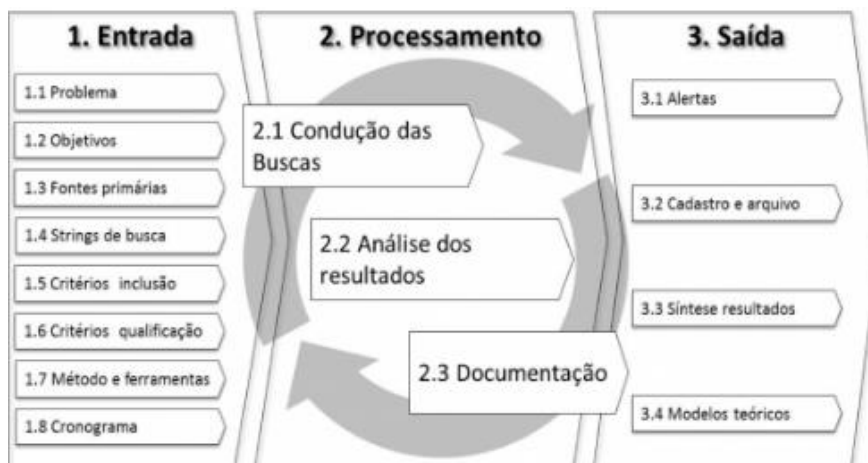 1. Entrada
1.1 Problema
1.2 Objetivos
1.3 Fontes primárias
1.4 Strings de busca
1.5 Critérios inclusão
1.6 Critérios qualificação
1.7 Método e ferramentas
1.8 Cronograma
2. Processamento
2.1 Condução das
Buscas
2.2 Análise dos
resultados
2.3 Documentação
3. Saída
3.1 Alertas
3.2 Cadastro e arquivo
3.3 Síntese resultados
3.4 Modelos teóricos